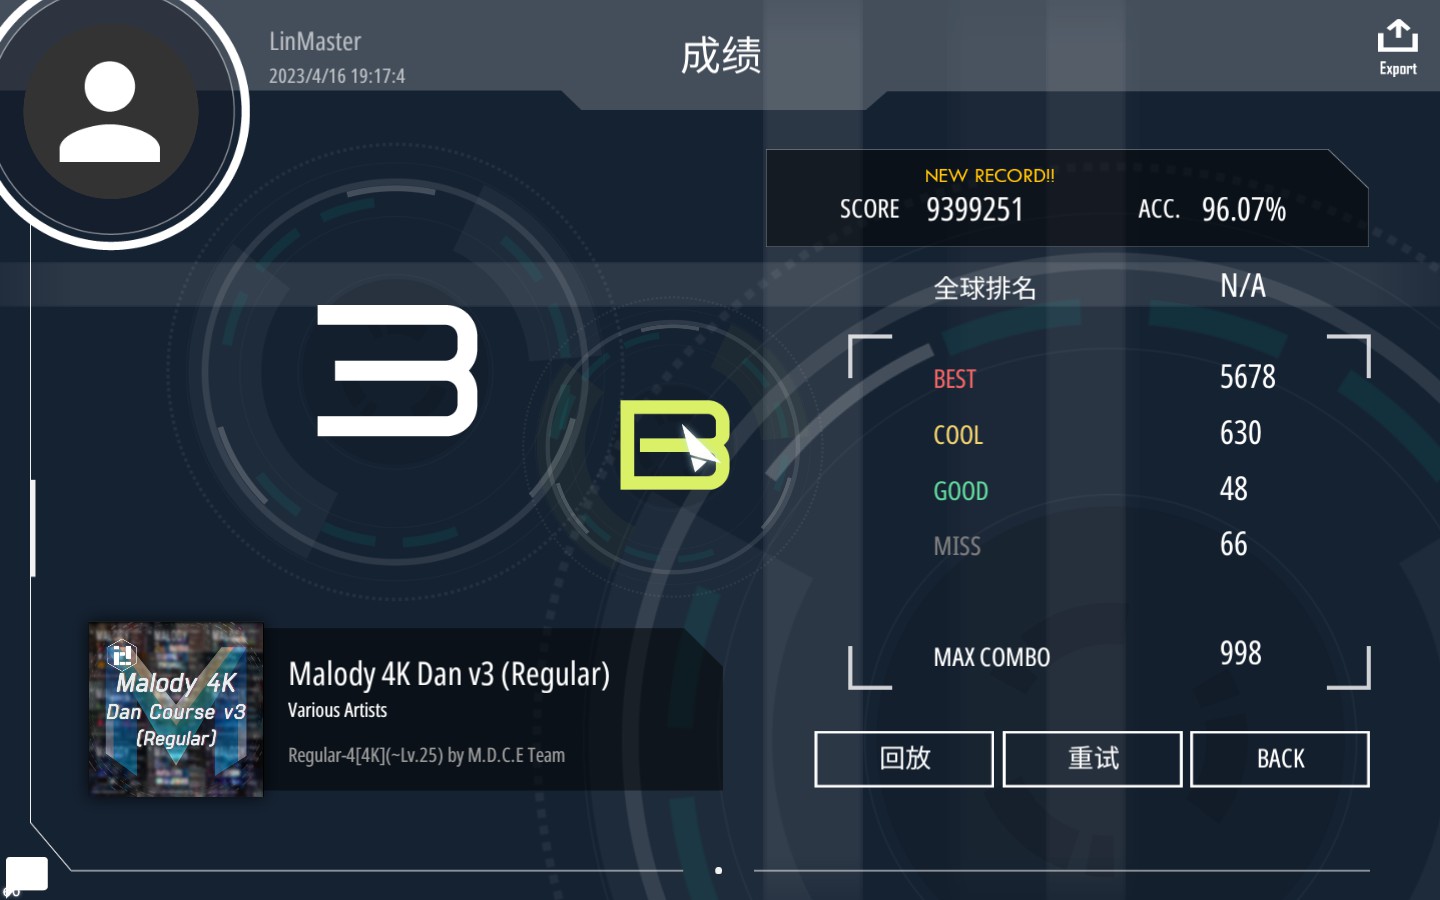 LinMaster
2023/4/16 19:17:4
成绩
Export
NEW RECORD!!
SCORE 9399251 ACC. 96.07%
全球排名 N/A
BEST 5678
COOL 630
GOOD 48
MISS 66
MAX COMBO 998
B
B
Malody 4K
Dan Course v3
(Regular)
Malody 4K Dan v3 (Regular)
Various Artists
Regular-4[4K](~Lv.25) by M.D.C.E Team
回放 重试 BACK